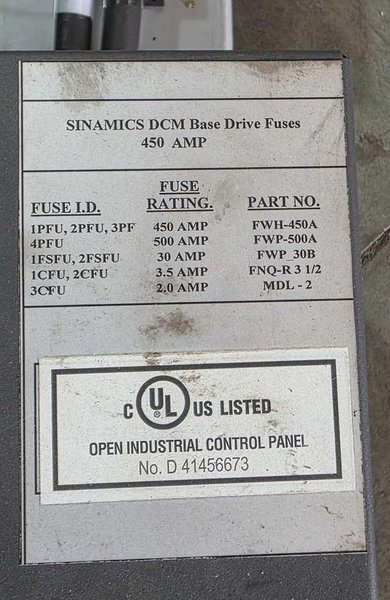 SINAMICS DCM Base Drive Fuses
450 AMP
FUSE I.D. FUSE RATING. PART NO.
1PFU, 2PFU, 3PF 450 AMP FWH-450A
4PFU 500 AMP FWP-500A
1FSFU, 2FSFU 30 AMP FWP_30B
1CFU, 2CFU 3.5 AMP FNQ-R 3 1/2
3CFU 2.0 AMP MDL - 2
C UL ® US LISTED
OPEN INDUSTRIAL CONTROL PANEL
No. D 41456673